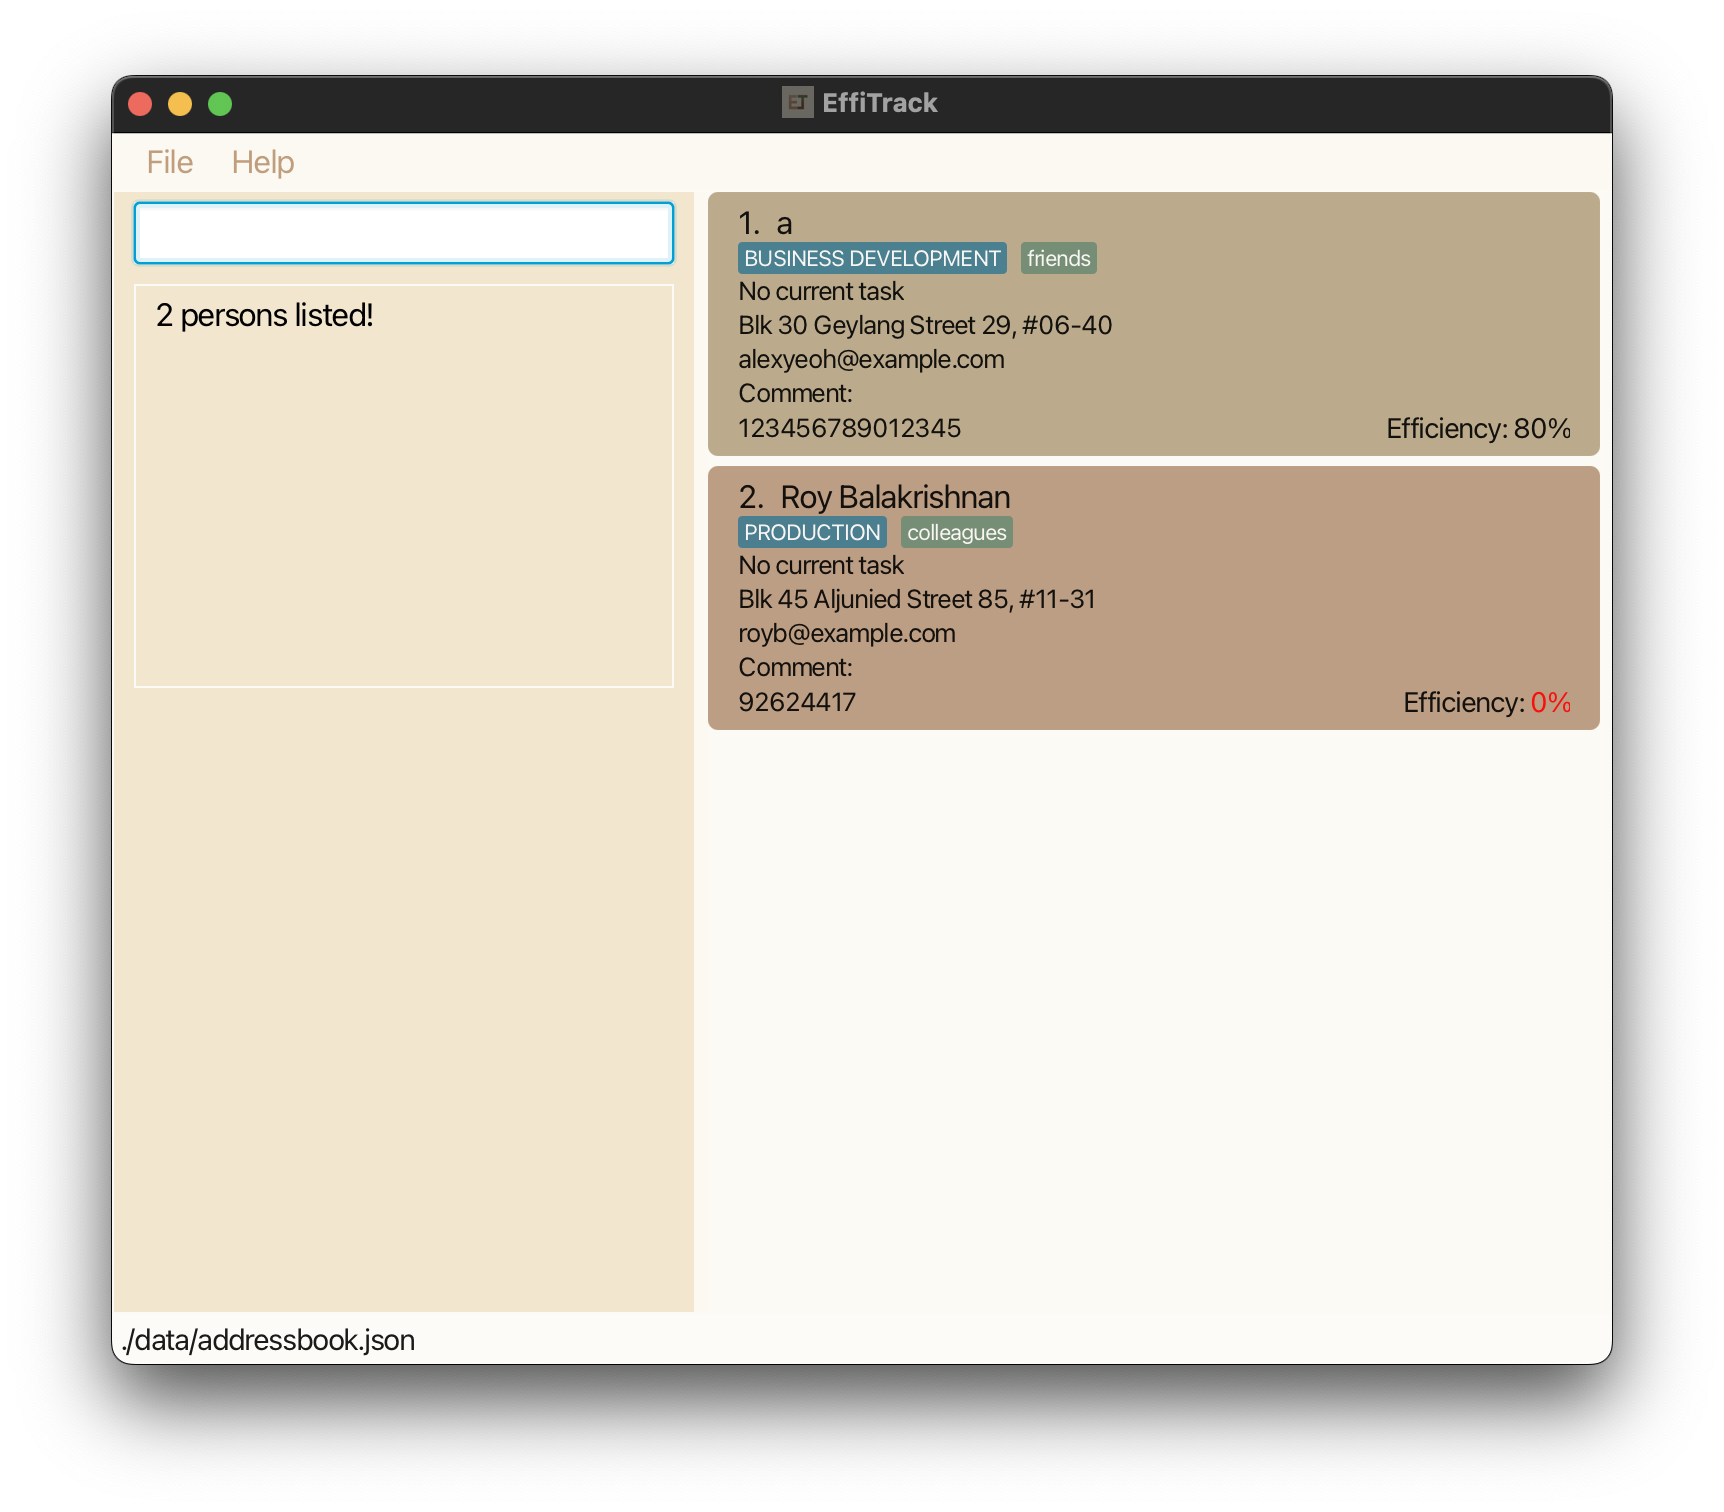 EffiTrack
File Help
2 persons listed!
1. a
BUSINESS DEVELOPMENT friends
No current task
Blk 30 Geylang Street 29, #06-40
alexyeoh@example.com
Comment:
123456789012345 Efficiency: 80%
2. Roy Balakrishnan
PRODUCTION colleagues
No current task
Blk 45 Aljunied Street 85, #11-31
royb@example.com
Comment:
92624417 Efficiency: 0%
./data/addressbook.json